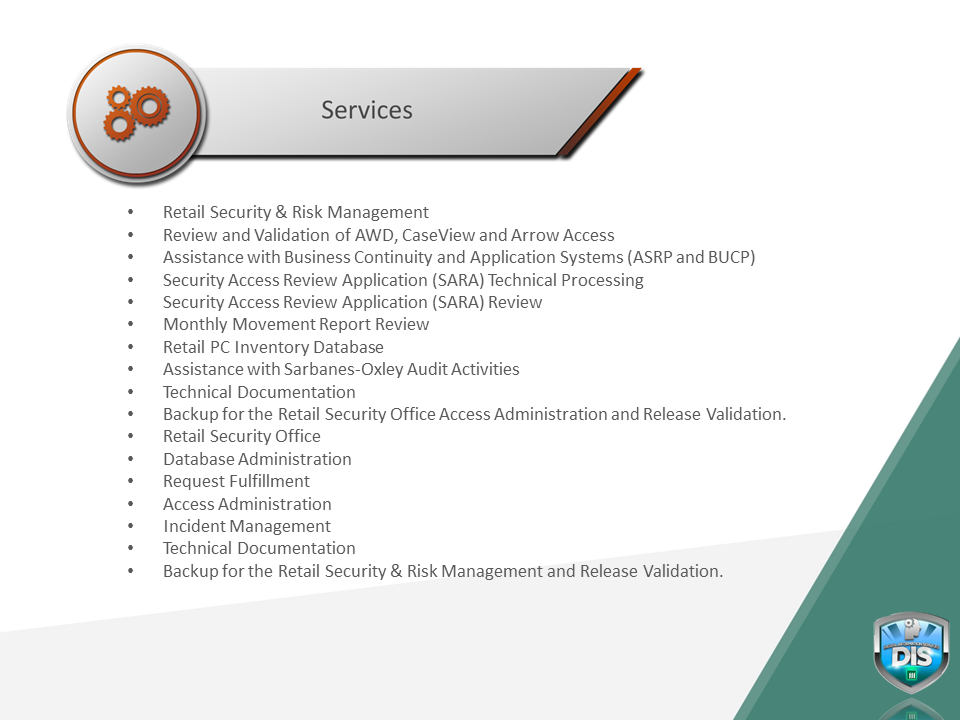 Services
• Retail Security & Risk Management
• Review and Validation of AWD, CaseView and Arrow Access
• Assistance with Business Continuity and Application Systems (ASRP and BUCP)
• Security Access Review Application (SARA) Technical Processing
• Security Access Review Application (SARA) Review
• Monthly Movement Report Review
• Retail PC Inventory Database
• Assistance with Sarbanes-Oxley Audit Activities
• Technical Documentation
• Backup for the Retail Security Office Access Administration and Release Validation.
• Retail Security Office
• Database Administration
• Request Fulfillment
• Access Administration
• Incident Management
• Technical Documentation
• Backup for the Retail Security & Risk Management and Release Validation.
DIS